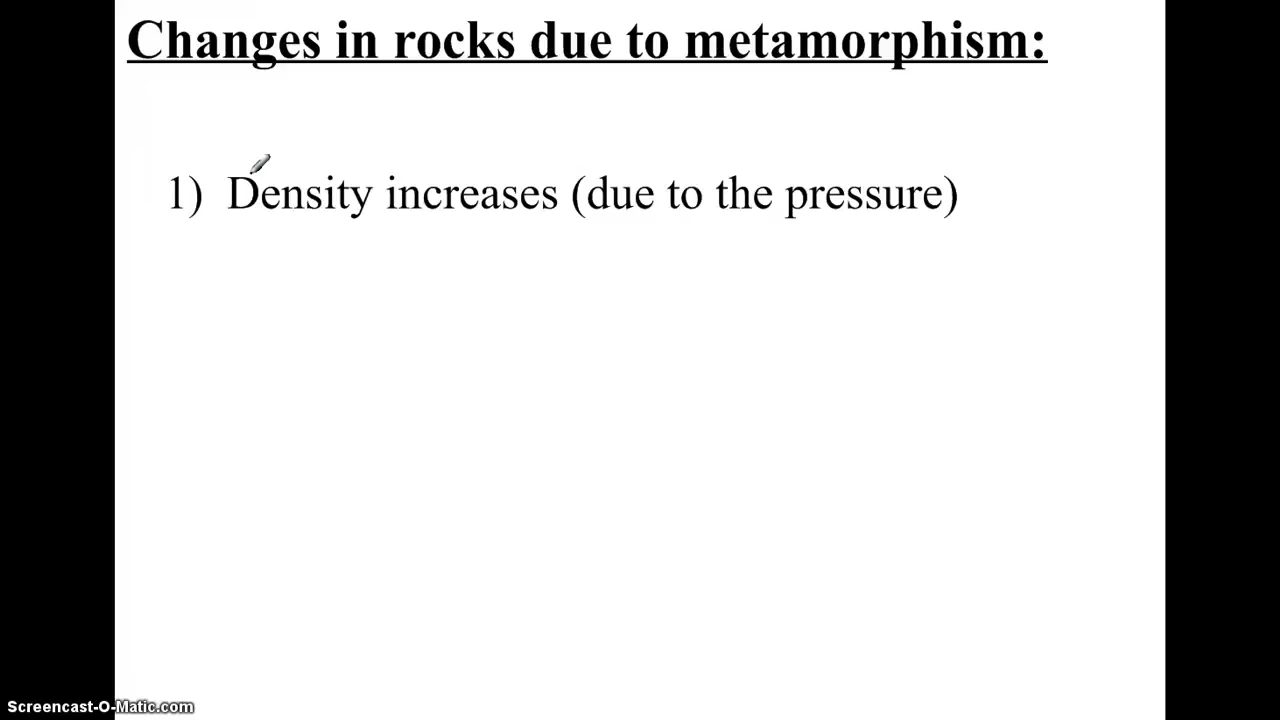 Changes in rocks due to metamorphism:
1) Density increases (due to the pressure)
Screencast-O-Matic.com